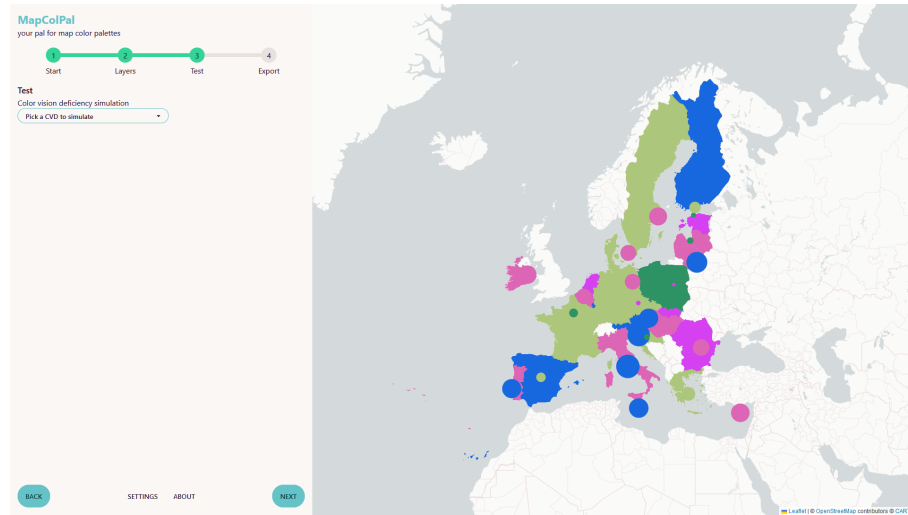 MapColPal
your pal for map color palettes
1 2 3 4
Start Layers Test Export
Test
Color vision deficiency simulation
Pick a CVD to simulate
BACK SETTINGS ABOUT NEXT
Leaflet | © OpenStreetMap contributors © CAR